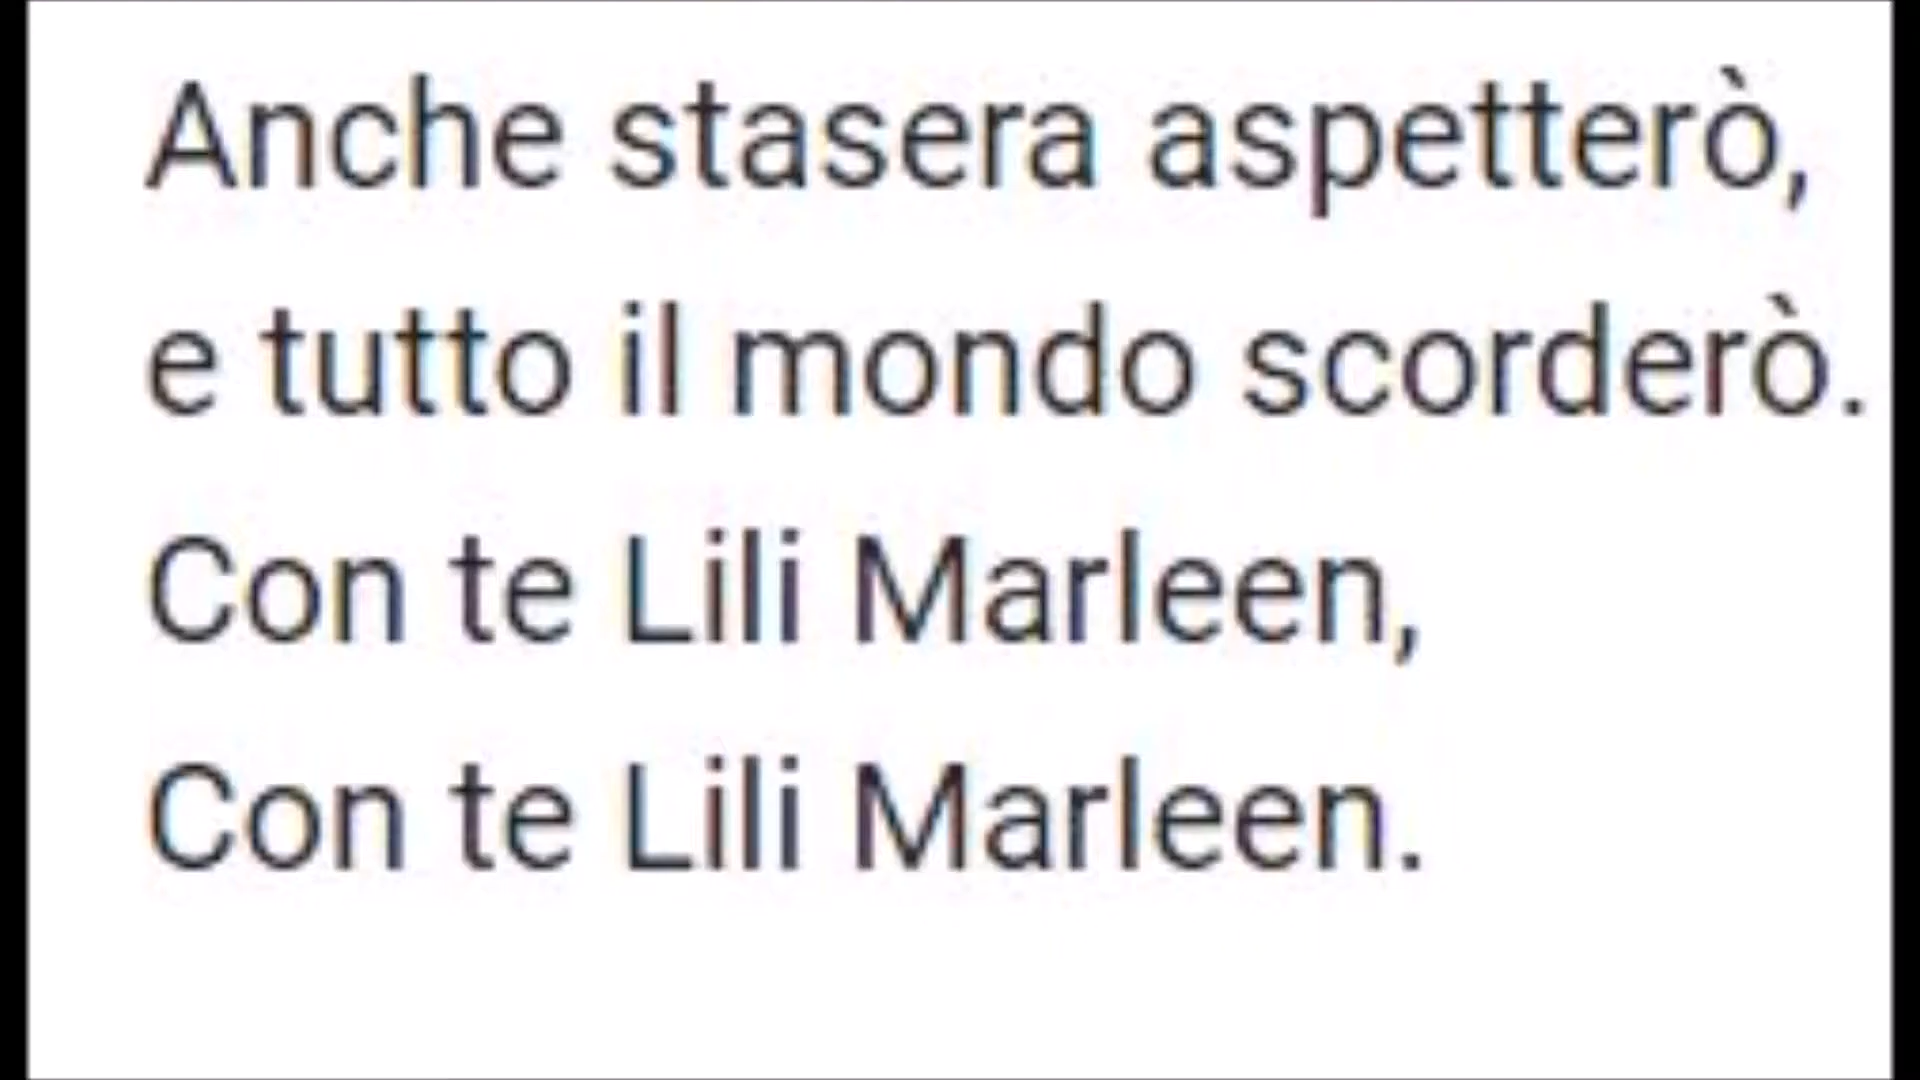 Anche stasera aspetterò,
e tutto il mondo scorderò.
Con te Lili Marleen,
Con te Lili Marleen.